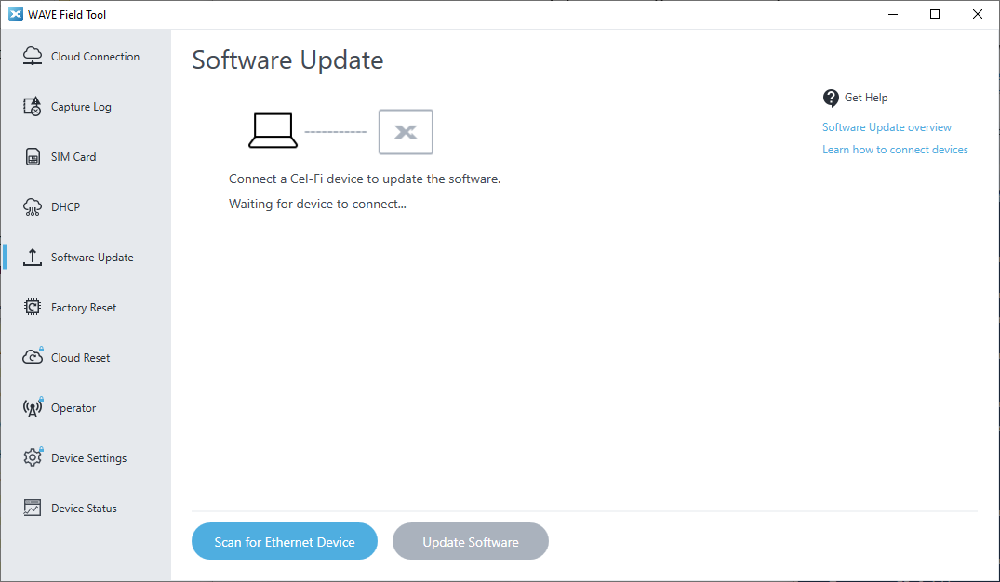 WAVE Field Tool
Cloud Connection
Capture Log
SIM Card
DHCP
Software Update
Factory Reset
Cloud Reset
Operator
Device Settings
Device Status
Software Update
Connect a Cel-Fi device to update the software.
Waiting for device to connect...
Get Help
Software Update overview
Learn how to connect devices
Scan for Ethernet Device
Update Software